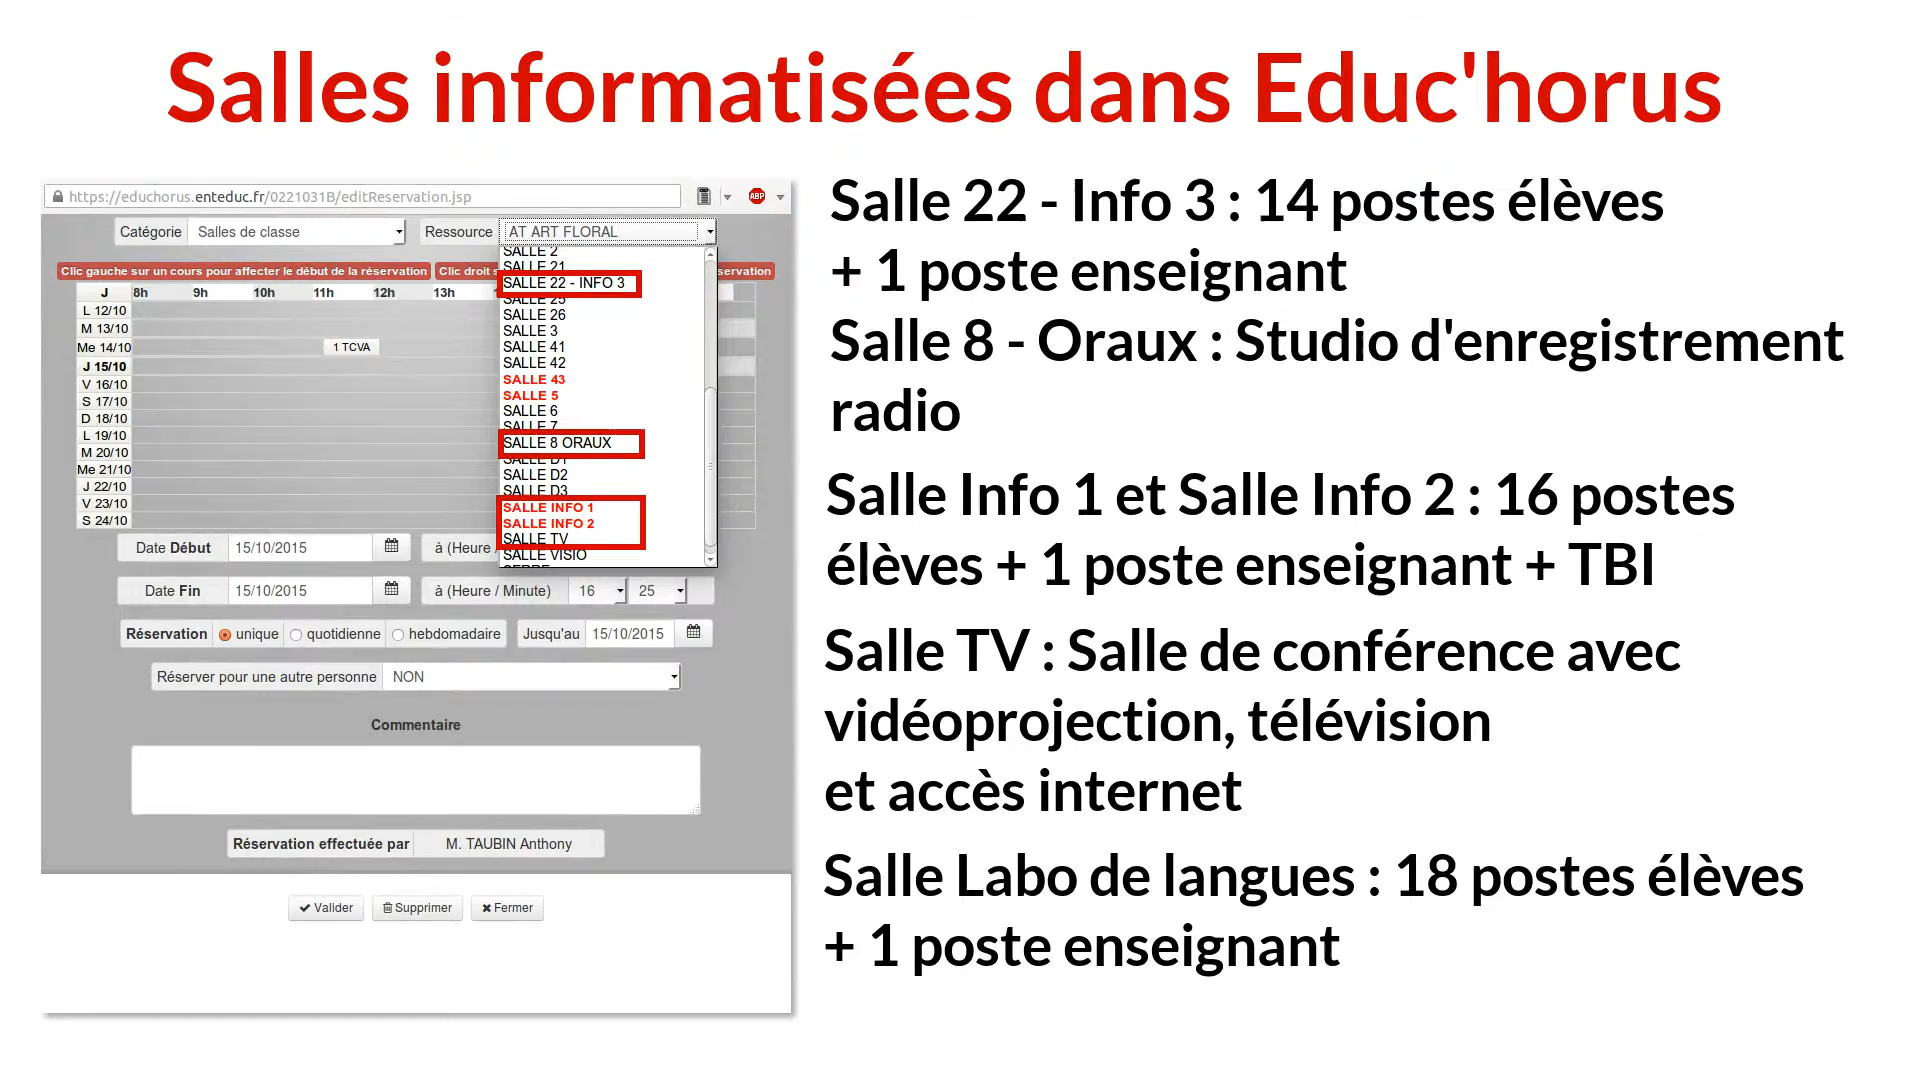 Salles informatisées dans Educ'horus
https://educhorus.enteduc.fr/0221031B/editReservation.jsp
ABP
Catégorie Salles de classe Ressource AT ART FLORAL
Clic gauche sur un cours pour affecter le début de la réservation Clic droit
J 8h 9h 10h 11h 12h 13h
L 12/10
M 13/10
Me 14/10 1 TCVA
J 15/10
V 16/10
S 17/10
D 18/10
L 19/10
M 20/10
Me 21/10
J 22/10
V 23/10
S 24/10
SALLE 2
SALLE 21
SALLE 22 - INFO 3
SALLE 25
SALLE 26
SALLE 3
SALLE 41
SALLE 42
SALLE 43
SALLE 5
SALLE 6
SALLE 7
SALLE 8 ORAUX
SALLE D1
SALLE D2
SALLE D3
SALLE INFO 1
SALLE INFO 2
SALLE TV
SALLE VISIO
Date Début 15/10/2015 à (Heure /
Date Fin 15/10/2015 à (Heure / Minute) 16 25
Réservation unique quotidienne hebdomadaire Jusqu'au 15/10/2015
Réserver pour une autre personne NON
Commentaire
Réservation effectuée par M. TAUBIN Anthony
Valider Supprimer Fermer
Salle 22 - Info 3 : 14 postes élèves
+ 1 poste enseignant
Salle 8 - Oraux : Studio d'enregistrement
radio
Salle Info 1 et Salle Info 2 : 16 postes
élèves + 1 poste enseignant + TBI
Salle TV : Salle de conférence avec
vidéoprojection, télévision
et accès internet
Salle Labo de langues : 18 postes élèves
+ 1 poste enseignant